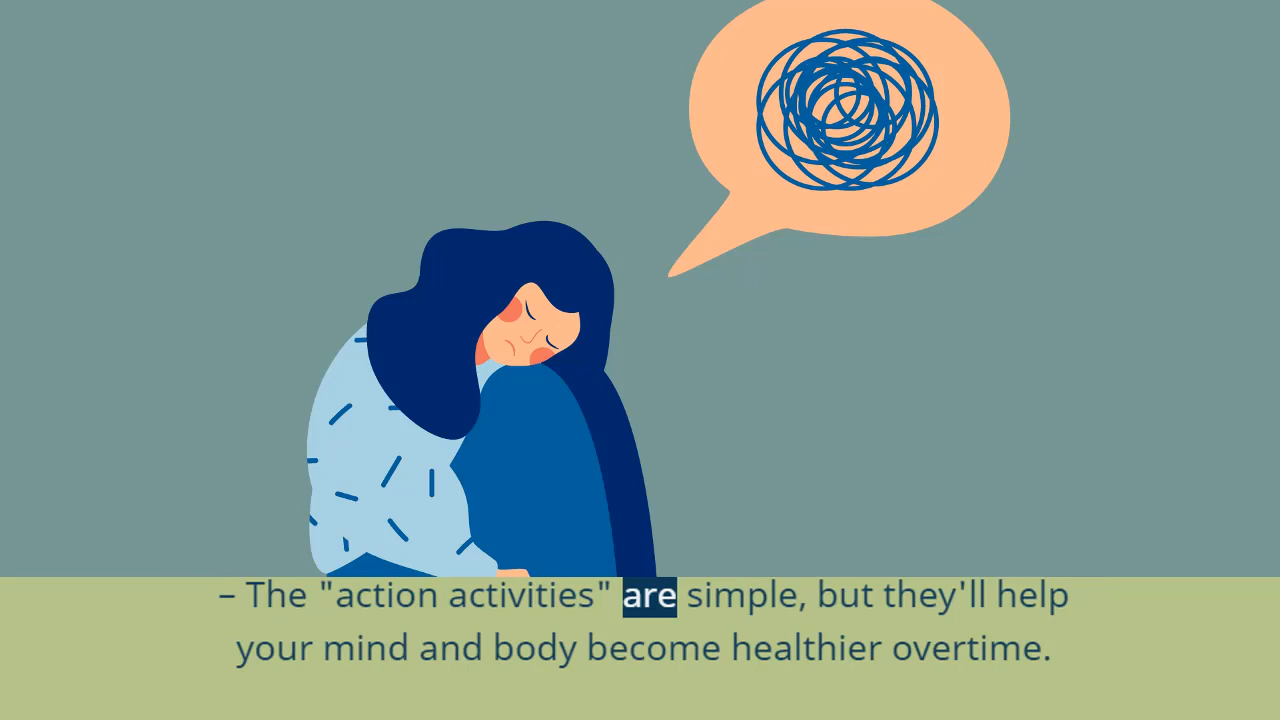 – The "action activities" are simple, but they'll help
your mind and body become healthier overtime.